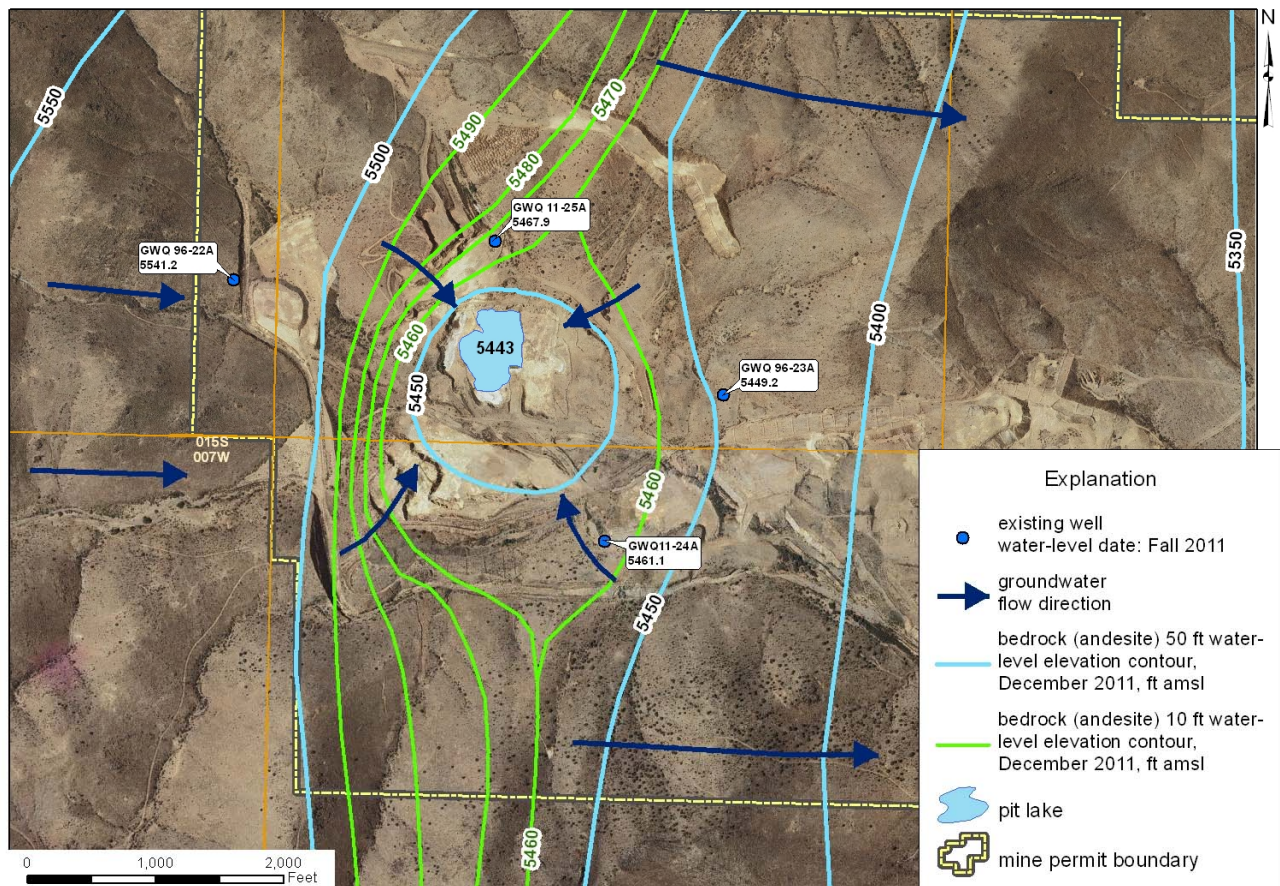 N
5550
5500
5490
5480
5470
GWQ 11-25A
5467.9
GWQ 96-22A
5541.2
5350
5400
5460
5443
5450
GWQ 96-23A
5449.2
015S
007W
5460
GWQ11-24A
5461.1
5450
5460
0 1,000 2,000
Feet
Explanation
existing well
water-level date: Fall 2011
groundwater
flow direction
bedrock (andesite) 50 ft water-
level elevation contour,
December 2011, ft amsl
bedrock (andesite) 10 ft water-
level elevation contour,
December 2011, ft amsl
pit lake
mine permit boundary